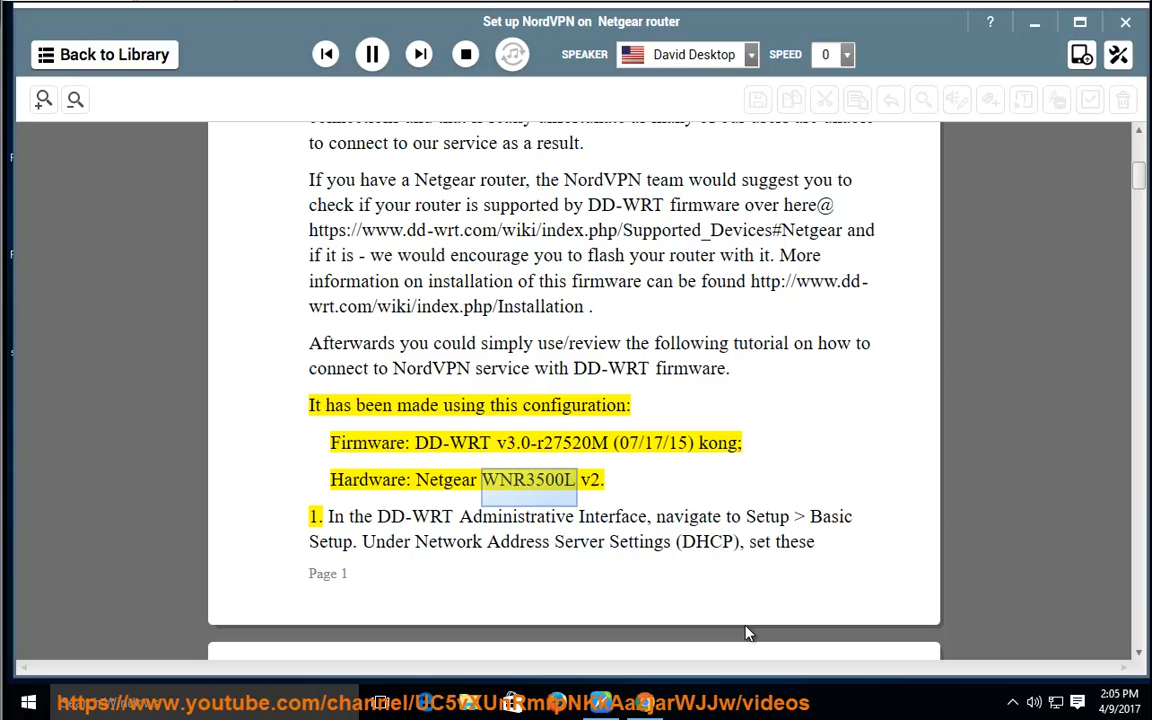 Set up NordVPN on Netgear router
?
Back to Library
SPEAKER
David Desktop
SPEED
0
to connect to our service as a result.
If you have a Netgear router, the NordVPN team would suggest you to
check if your router is supported by DD-WRT firmware over here@
https://www.dd-wrt.com/wiki/index.php/Supported_Devices#Netgear and
if it is - we would encourage you to flash your router with it. More
information on installation of this firmware can be found http://www.dd-
wrt.com/wiki/index.php/Installation .
Afterwards you could simply use/review the following tutorial on how to
connect to NordVPN service with DD-WRT firmware.
It has been made using this configuration:
Firmware: DD-WRT v3.0-r27520M (07/17/15) kong;
Hardware: Netgear WNR3500L v2.
1. In the DD-WRT Administrative Interface, navigate to Setup > Basic
Setup. Under Network Address Server Settings (DHCP), set these
Page 1
2:05 PM
4/9/2017